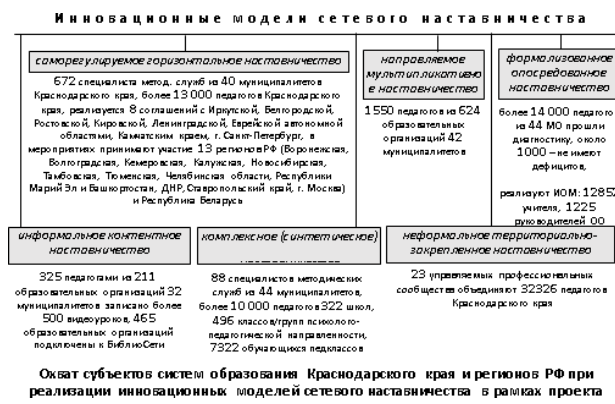 Инновационные модели сетевого наставничества
саморегулируемое горизонтальное наставничество
672 специалиста метод. служб из 40 муниципалитетов
Краснодарского края, более 13 000 педагогов Краснодарского
края, реализуется 8 соглашений с Иркутской, Белгородской,
Ростовской, Кировской, Ленинградской, Еврейской автономной
областями, Камчатким краем, г. Санкт-Петербург, в
мероприятиях принимают участие 13 регионов РФ (Воронежская,
Волгоградская, Кемеровская, Калужская, Новосибирская,
Тамбовская, Тюменская, Челябинская области, Республики
Марий Эл и Башкортостан, ДНР, Ставропольский край, г. Москва)
и Республика Беларусь
направляемое
мультипликативно
е наставничество
1550 педагогов из 624
образовательных
организаций 42
муниципалитетов
формализованное
опосредованное
наставничество
более 14 000 педагого
из 44 МО прошли
диагностику, около
1000 – не имеют
дефицитов,
реализуют ИОМ: 12852
учителя, 1225
руководителей ОО
информальное контентное
наставничество
325 педагогами из 211
образовательных организаций 32
муниципалитетов записано более
500 видеоуроков, 465
образовательных организаций
подключены к БиблиоСети
комплексное (синтетическое)
88 специалистов методических
служб из 44 муниципалитетов,
более 10 000 педагогов 322 школ,
496 классов/групп психолого-
педагогической направленности,
7322 обучающихся педклассов
неформальное территориально-
закрепленное наставничество
23 управляемых профессиональных
сообщества объединяют 32326 педагогов
Краснодарского края
Охват субъектов систем образования Краснодарского края и регионов РФ при
реализации инновационных моделей сетевого наставничества в рамках проекта